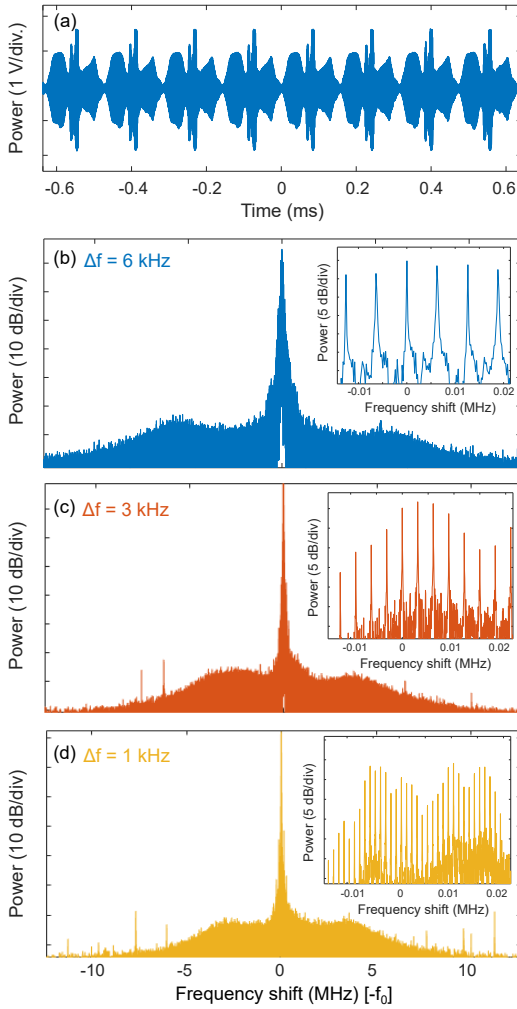 (a)
Power (1 V/div.)
-0.6 -0.4 -0.2 0 0.2 0.4 0.6
Time (ms)
(b) Δf = 6 kHz
Power (10 dB/div)
Power (5 dB/div)
-0.01 0 0.01 0.02
Frequency shift (MHz)
(c) Δf = 3 kHz
Power (10 dB/div)
Power (5 dB/div)
-0.01 0 0.01 0.02
Frequency shift (MHz)
(d) Δf = 1 kHz
Power (10 dB/div)
Power (5 dB/div)
-0.01 0 0.01 0.02
Frequency shift (MHz)
-10 -5 0 5 10
Frequency shift (MHz) [-f₀]